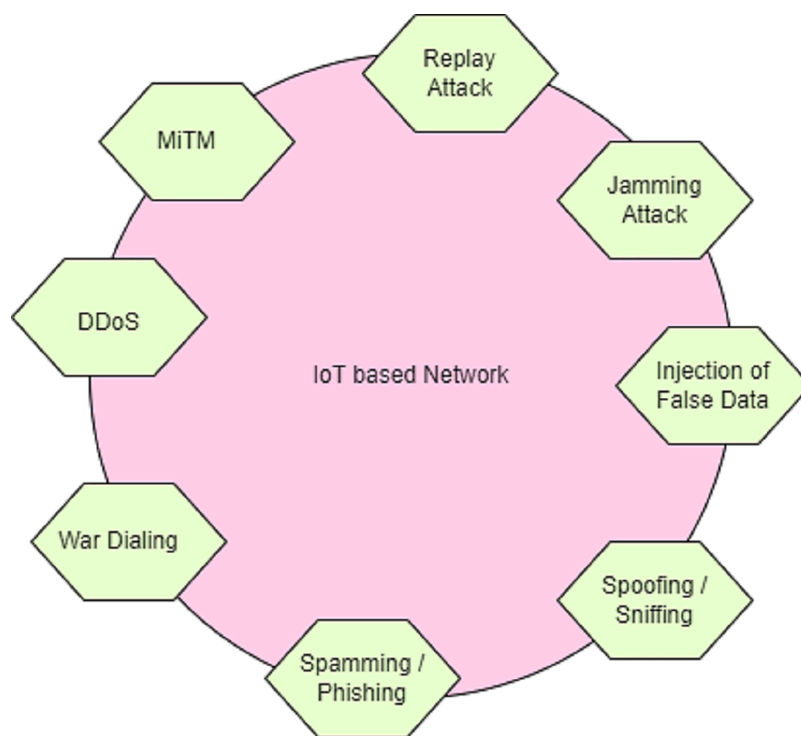 Replay
Attack
MiTM
Jamming
Attack
DDoS
IoT based Network
Injection of
False Data
War Dialing
Spoofing /
Sniffing
Spamming /
Phishing